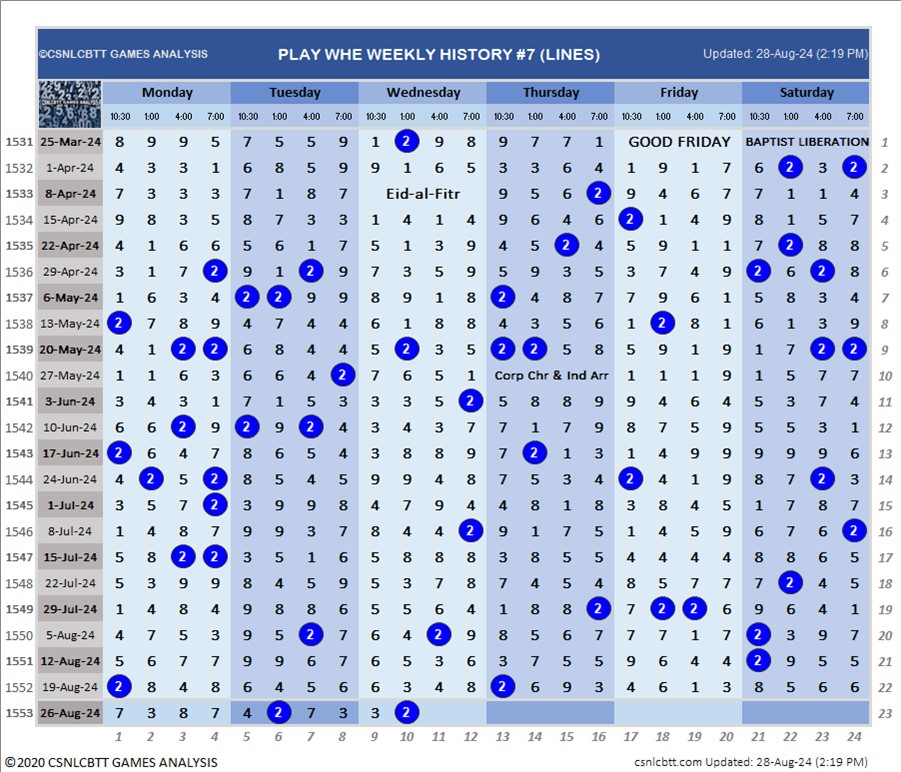 ©CSNLCBTT GAMES ANALYSIS PLAY WHE WEEKLY HISTORY #7 (LINES) Updated: 28-Aug-24 (2:19 PM)
Monday Tuesday Wednesday Thursday Friday Saturday
10:30 1:00 4:00 7:00 10:30 1:00 4:00 7:00 10:30 1:00 4:00 7:00 10:30 1:00 4:00 7:00 10:30 1:00 4:00 7:00 10:30 1:00 4:00 7:00
1531 25-Mar-24 8 9 9 5 7 5 5 9 1 2 9 8 9 7 7 1 GOOD FRIDAY BAPTIST LIBERATION 1
1532 1-Apr-24 4 3 3 1 6 8 5 9 9 1 6 5 3 3 6 4 1 9 1 7 6 2 3 2 2
1533 8-Apr-24 7 3 3 3 7 1 8 7 Eid-al-Fitr 9 5 6 2 9 4 6 7 7 1 1 4 3
1534 15-Apr-24 9 8 3 5 8 7 3 3 1 4 1 4 9 6 4 6 2 1 4 9 8 1 5 7 4
1535 22-Apr-24 4 1 6 6 5 6 1 7 5 1 3 9 4 5 2 4 5 9 1 1 7 2 8 8 5
1536 29-Apr-24 3 1 7 2 9 1 2 9 7 3 5 9 5 9 3 5 3 7 4 9 2 6 2 8 6
1537 6-May-24 1 6 3 4 2 2 9 9 8 9 1 8 2 4 8 7 7 9 6 1 5 8 3 4 7
1538 13-May-24 2 7 8 9 4 7 4 4 6 1 8 8 4 3 5 6 1 2 8 1 6 1 3 9 8
1539 20-May-24 4 1 2 2 6 8 4 4 5 2 3 5 2 2 5 8 5 9 1 9 1 7 2 2 9
1540 27-May-24 1 1 6 3 6 6 4 2 7 6 5 1 Corp Chr & Ind Arr 1 1 1 9 1 5 7 7 10
1541 3-Jun-24 3 4 3 1 7 1 5 3 3 3 5 2 5 8 8 9 9 4 6 4 5 3 7 4 11
1542 10-Jun-24 6 6 2 9 2 9 2 4 3 4 3 7 7 1 7 9 8 7 5 9 5 5 3 1 12
1543 17-Jun-24 2 6 4 7 8 6 5 4 3 8 8 9 7 2 1 3 1 4 9 9 9 9 9 6 13
1544 24-Jun-24 4 2 5 2 8 5 4 5 4 9 9 8 7 5 3 4 2 4 1 9 8 7 2 3 14
1545 1-Jul-24 3 5 7 2 3 9 9 8 4 7 9 4 4 8 1 8 3 8 4 5 1 7 8 7 15
1546 8-Jul-24 1 4 8 7 9 9 3 7 8 4 4 2 9 1 7 5 1 4 5 9 6 7 6 2 16
1547 15-Jul-24 5 8 2 2 3 5 1 6 5 8 8 8 3 8 5 5 4 4 4 4 8 8 6 5 17
1548 22-Jul-24 5 3 9 9 8 4 5 9 5 3 7 8 7 4 5 4 8 5 7 7 7 2 4 5 18
1549 29-Jul-24 1 4 8 4 9 8 8 6 5 5 6 4 1 8 8 2 7 2 2 6 9 6 4 1 19
1550 5-Aug-24 4 7 5 3 9 5 2 7 6 4 2 9 8 5 6 7 7 7 1 7 2 3 9 7 20
1551 12-Aug-24 5 6 7 7 9 9 6 7 6 5 3 6 3 7 5 5 9 6 4 4 2 9 5 5 21
1552 19-Aug-24 2 8 4 8 6 4 5 6 6 3 4 8 2 6 9 3 4 6 1 3 8 5 6 6 22
1553 26-Aug-24 7 3 8 7 4 2 7 3 3 2 23
1 2 3 4 5 6 7 8 9 10 11 12 13 14 15 16 17 18 19 20 21 22 23 24
©2020 CSNLCBTT GAMES ANALYSIS csnlcbtt.com Updated: 28-Aug-24 (2:19 PM)